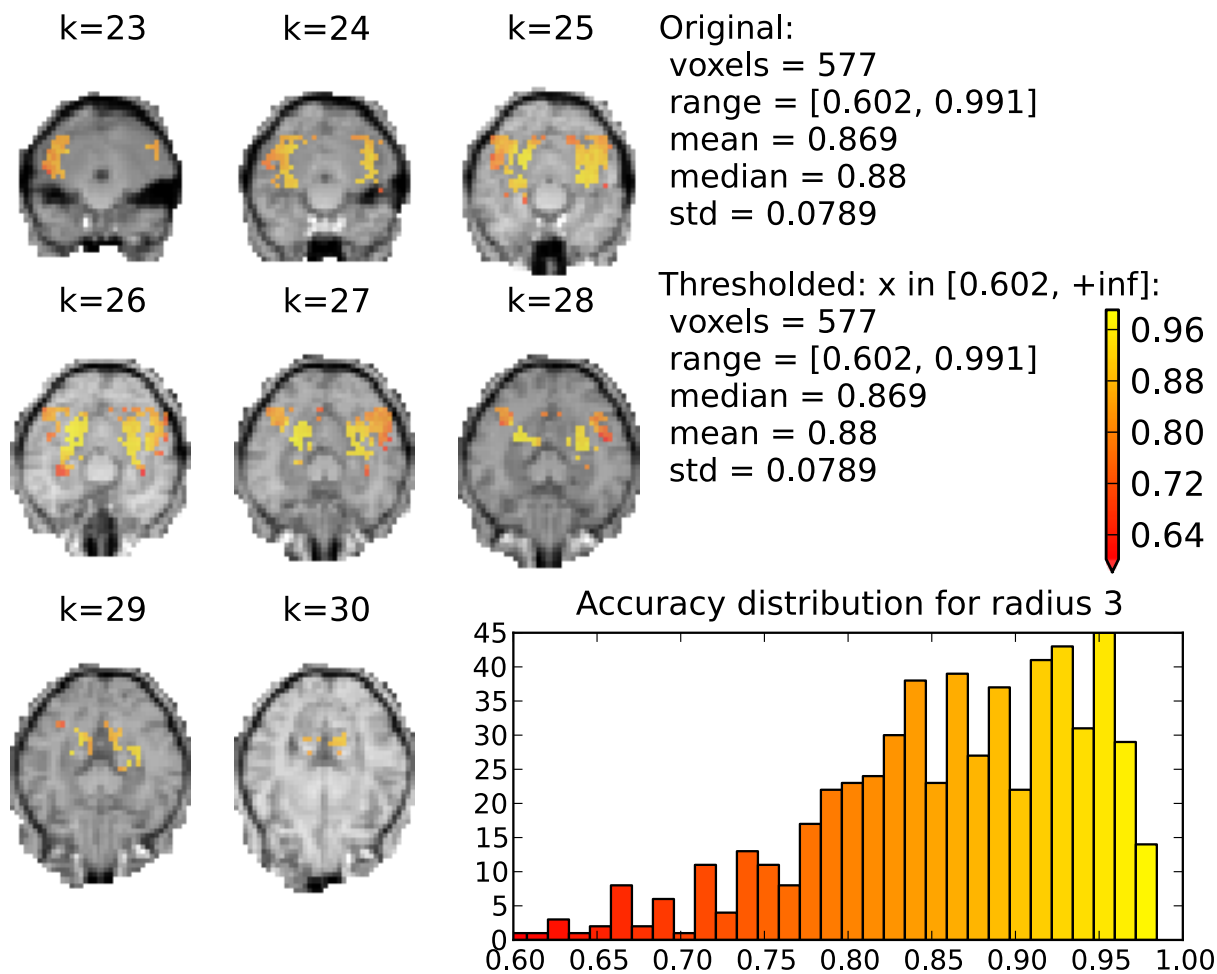 k=23
k=24
k=25
Original:
voxels = 577
range = [0.602, 0.991]
mean = 0.869
median = 0.88
std = 0.0789
k=26
k=27
k=28
Thresholded: x in [0.602, +inf]:
voxels = 577
range = [0.602, 0.991]
median = 0.869
mean = 0.88
std = 0.0789
0.96
0.88
0.80
0.72
0.64
k=29
k=30
Accuracy distribution for radius 3
45
40
35
30
25
20
15
10
5
0
0.60 0.65 0.70 0.75 0.80 0.85 0.90 0.95 1.00